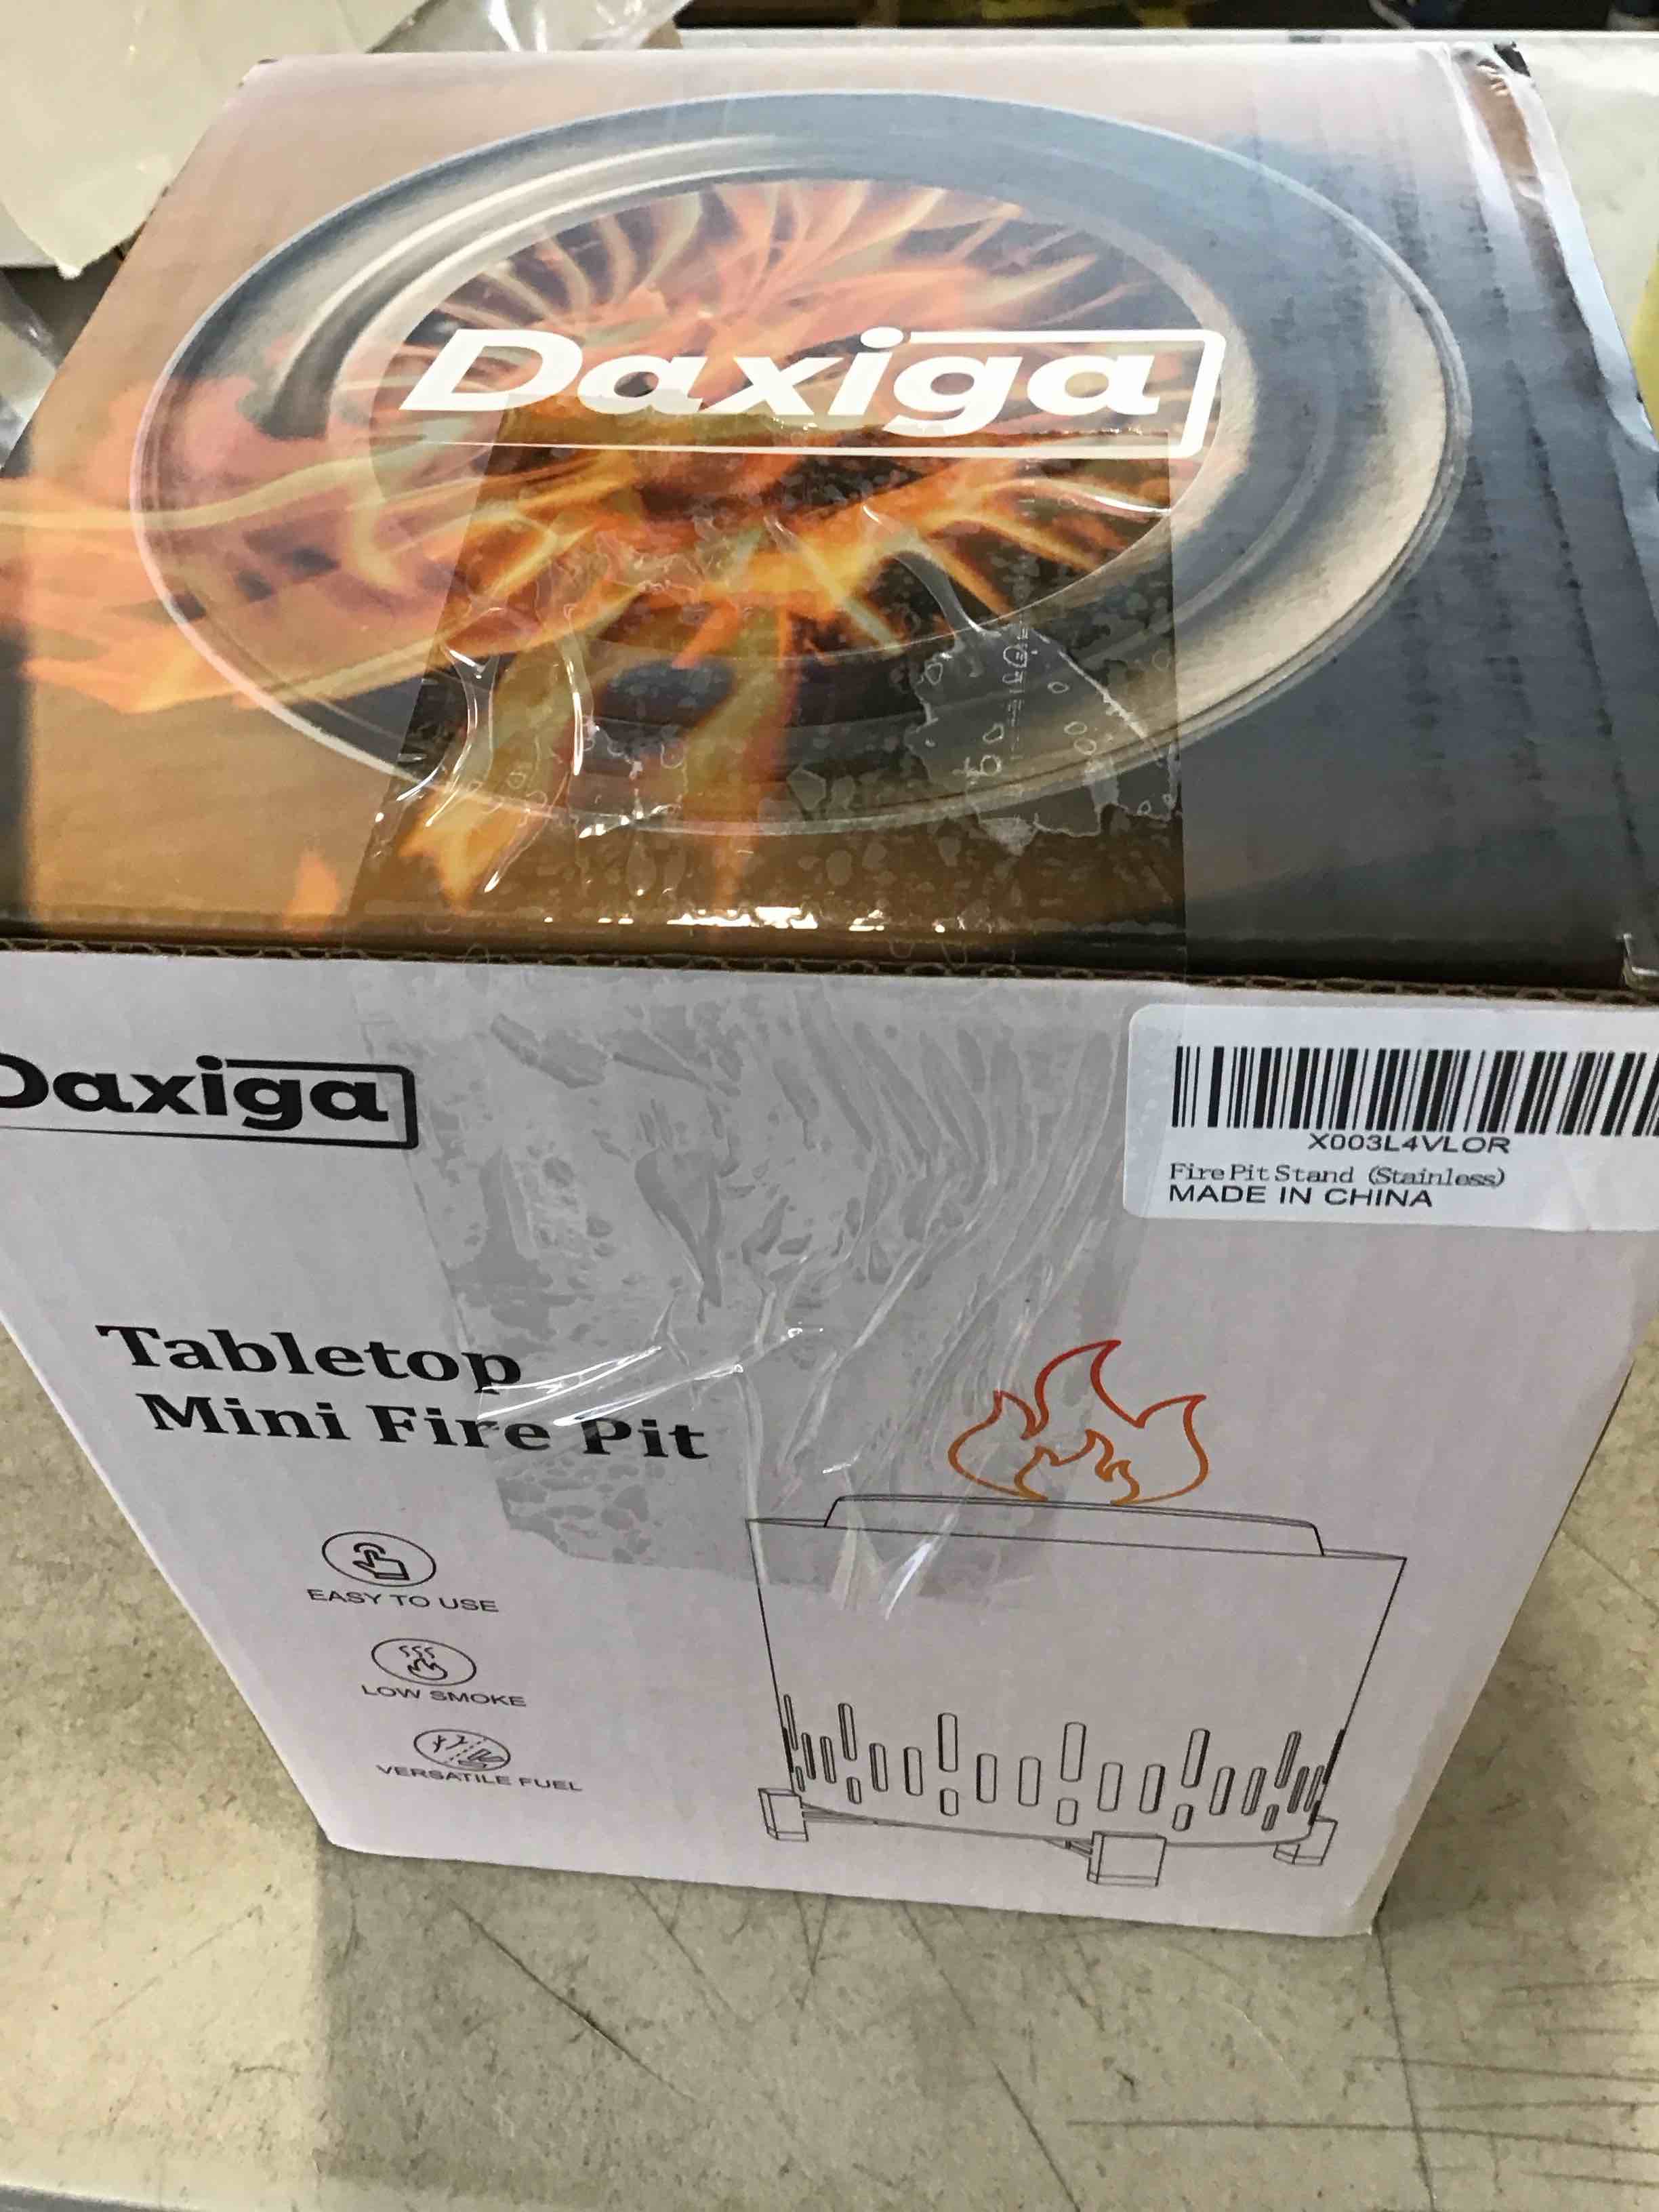 Daxiga
Daxiga
X003L4VLOR
Fire Pit Stand (Stainless)
MADE IN CHINA
Tabletop
Mini Fire Pit
EASY TO USE
LOW SMOKE
VERSATILE FUEL